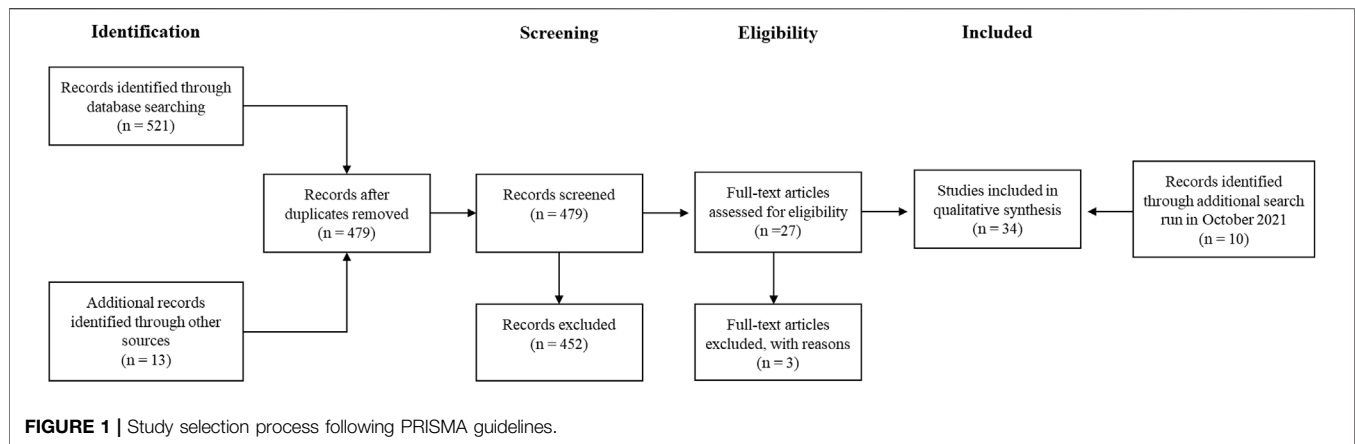 Identification
Screening
Eligibility
Included
Records identified through
database searching
(n = 521)
Additional records
identified through other
sources
(n = 13)
Records after
duplicates removed
(n = 479)
Records screened
(n = 479)
Records excluded
(n = 452)
Full-text articles
assessed for eligibility
(n =27)
Full-text articles
excluded, with reasons
(n = 3)
Studies included in
qualitative synthesis
(n = 34)
Records identified
through additional search
run in October 2021
(n = 10)
FIGURE 1 | Study selection process following PRISMA guidelines.